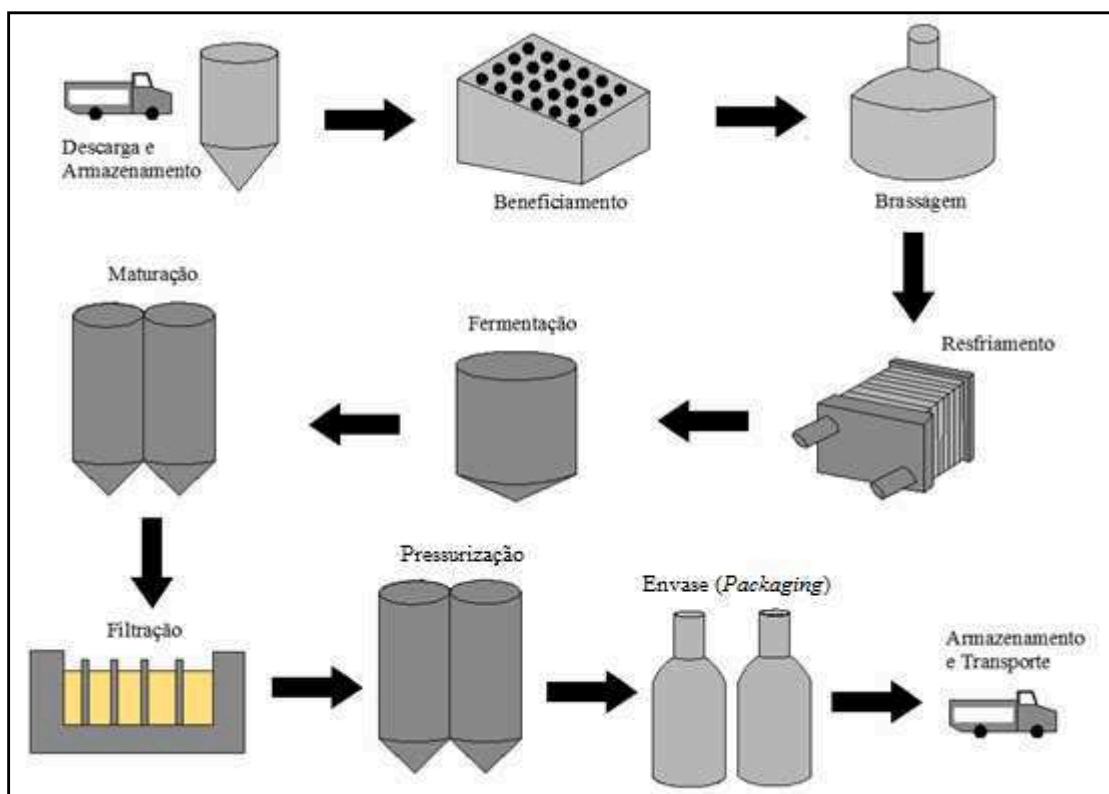 Descarga e
Armazenamento
Beneficiamento
Brassagem
Resfriamento
Fermentação
Maturação
Filtração
Pressurização
Envase (Packaging)
Armazenamento
e Transporte